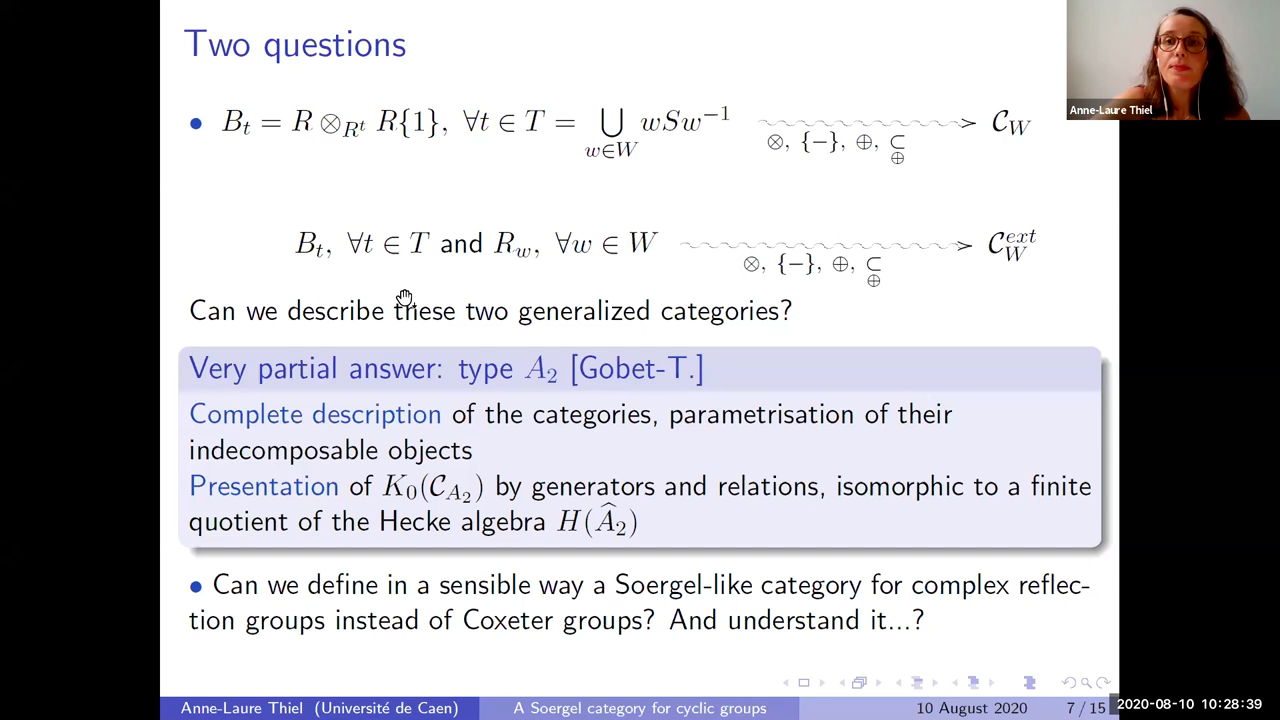 Two questions
Anne-Laure Thiel
• B_t = R ⊗_{R^t} R{1}, ∀t ∈ T = ⋃_{w∈W} wSw^{-1} ⇝ 𝒞_W
⊗, {−}, ⊕, ⊂_⊕
B_t, ∀t ∈ T and R_w, ∀w ∈ W ⇝ 𝒞_W^{ext}
⊗, {−}, ⊕, ⊂_⊕
Can we describe these two generalized categories?
Very partial answer: type A_2 [Gobet-T.]
Complete description of the categories, parametrisation of their
indecomposable objects
Presentation of K_0(𝒞_{A_2}) by generators and relations, isomorphic to a finite
quotient of the Hecke algebra H(\widehat{A}_2)
• Can we define in a sensible way a Soergel-like category for complex reflec-
tion groups instead of Coxeter groups? And understand it...?
Anne-Laure Thiel (Université de Caen) A Soergel category for cyclic groups 10 August 2020 7 / 15
2020-08-10 10:28:39